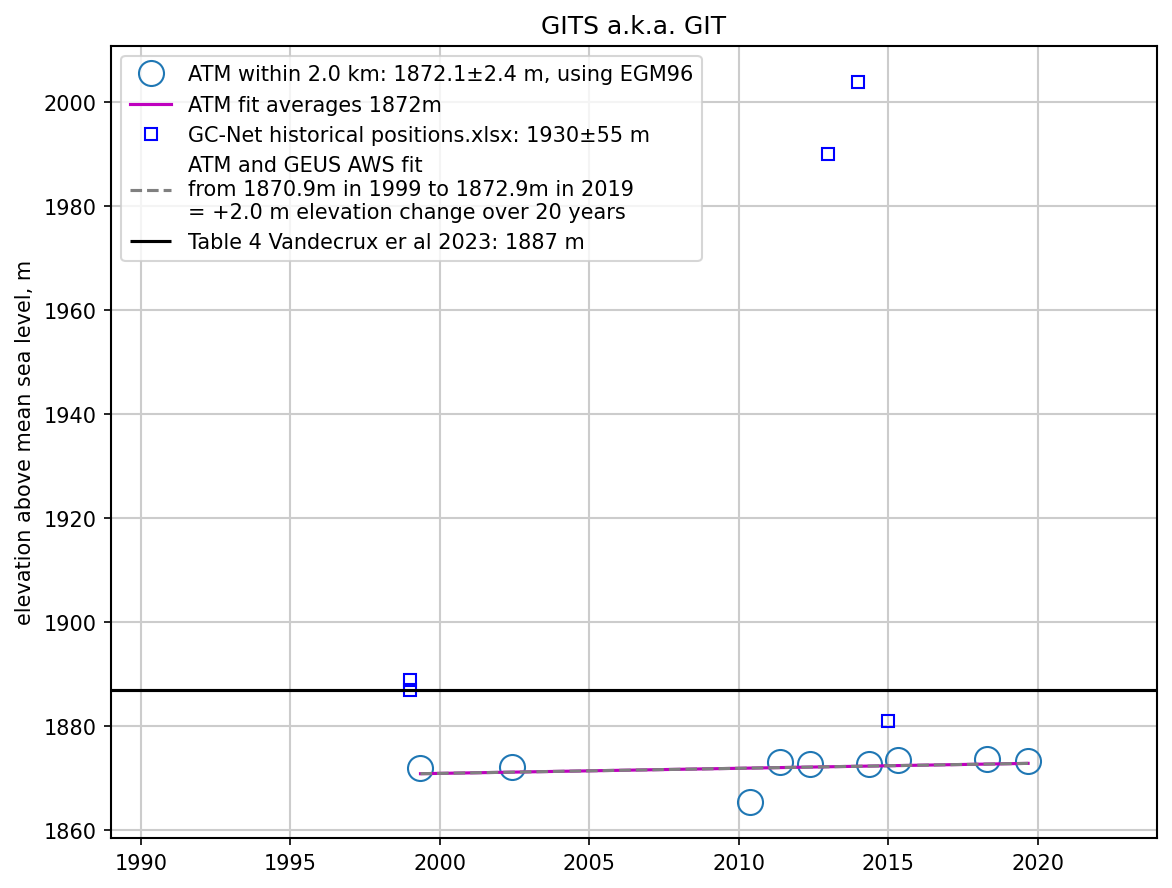 GITS a.k.a. GIT
ATM within 2.0 km: 1872.1±2.4 m, using EGM96
ATM fit averages 1872m
GC-Net historical positions.xlsx: 1930±55 m
ATM and GEUS AWS fit
from 1870.9m in 1999 to 1872.9m in 2019
= +2.0 m elevation change over 20 years
Table 4 Vandecrux er al 2023: 1887 m
elevation above mean sea level, m
2000
1980
1960
1940
1920
1900
1880
1860
1990
1995
2000
2005
2010
2015
2020